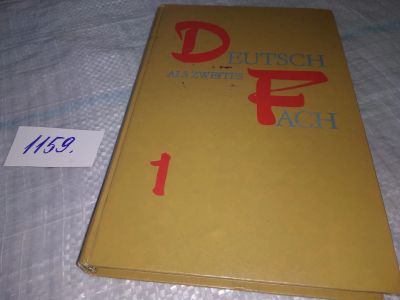 DEUTSCH
ALS ZWEITES
FACH
1
1159.